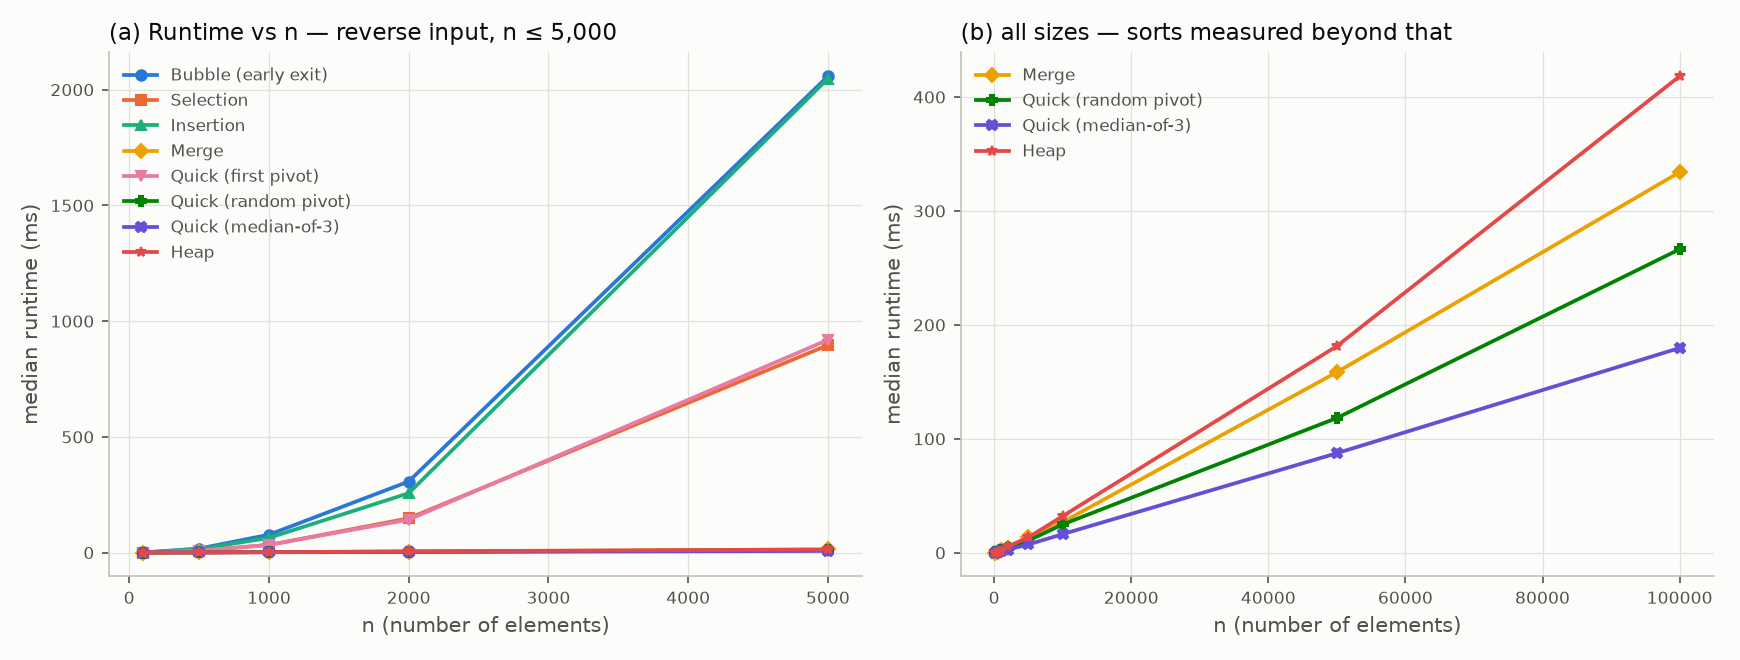 (a) Runtime vs n — reverse input, n ≤ 5,000
Bubble (early exit)
Selection
Insertion
Merge
Quick (first pivot)
Quick (random pivot)
Quick (median-of-3)
Heap
median runtime (ms)
2000
1500
1000
500
0
0
1000
2000
3000
4000
5000
n (number of elements)
(b) all sizes — sorts measured beyond that
Merge
Quick (random pivot)
Quick (median-of-3)
Heap
median runtime (ms)
400
300
200
100
0
0
20000
40000
60000
80000
100000
n (number of elements)